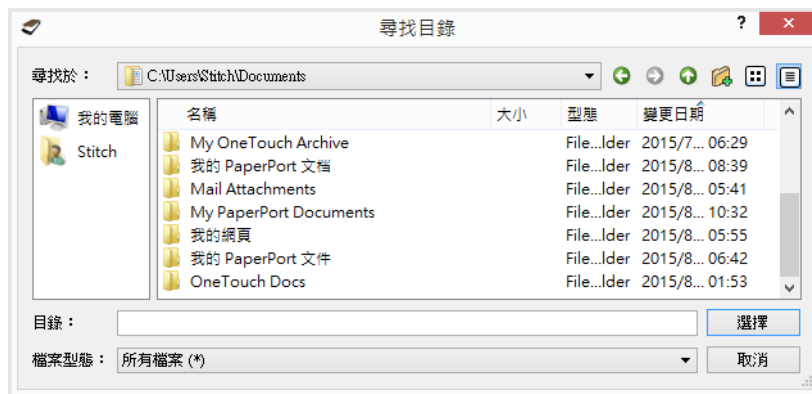 尋找目錄 ?
尋找於： C:\Users\Stitch\Documents
我的電腦
Stitch
名稱 大小 型態 變更日期
My OneTouch Archive File...lder 2015/7... 06:29
我的 PaperPort 文檔 File...lder 2015/8... 08:39
Mail Attachments File...lder 2015/8... 05:41
My PaperPort Documents File...lder 2015/8... 10:32
我的網頁 File...lder 2015/8... 05:55
我的 PaperPort 文件 File...lder 2015/8... 06:42
OneTouch Docs File...lder 2015/8... 01:53
目錄： 選擇
檔案型態： 所有檔案 (*) 取消